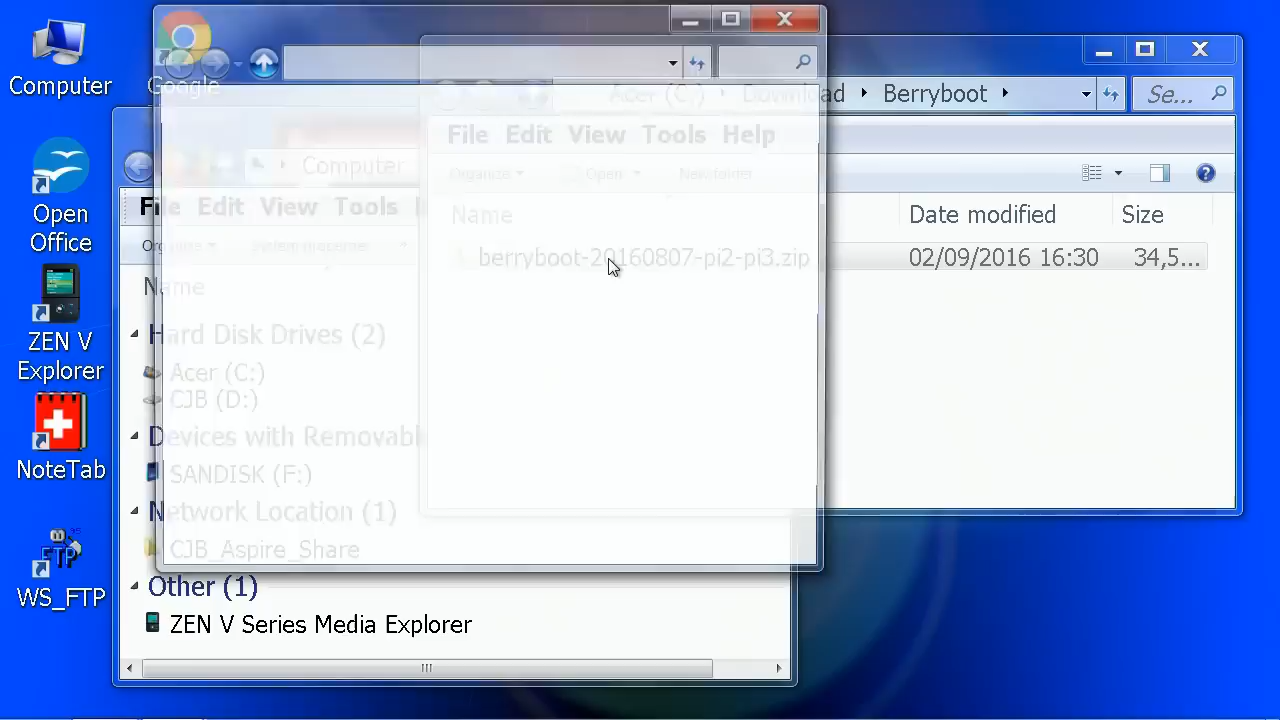 Computer
Google
Open
Office
ZEN V
Explorer
NoteTab
FTP
WS_FTP
Acer (C:) Download Berryboot
Se...
File Edit View Tools Help
Organize Open New folder
Name Date modified Size
berryboot-20160807-pi2-pi3.zip 02/09/2016 16:30 34,5...
Computer
File Edit View Tools
Organize System properties
Name
Hard Disk Drives (2)
Acer (C:)
CJB (D:)
Devices with Removabl
SANDISK (F:)
Network Location (1)
CJB_Aspire_Share
Other (1)
ZEN V Series Media Explorer